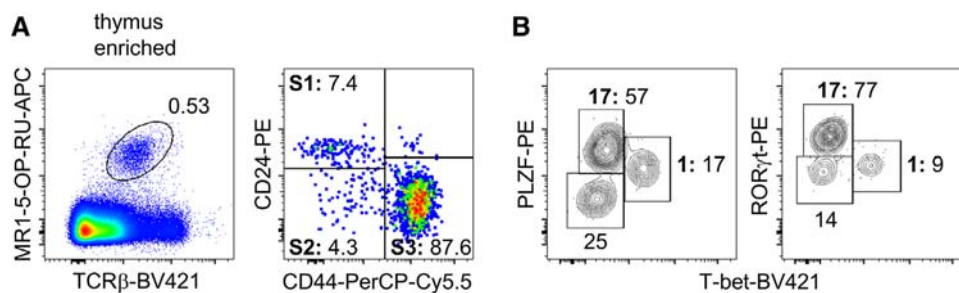 A
thymus
enriched
MR1-5-OP-RU-APC
0.53
TCRβ-BV421
CD24-PE
S1: 7.4
S2: 4.3
S3: 87.6
CD44-PerCP-Cy5.5
B
PLZF-PE
17: 57
1: 17
25
RORγt-PE
17: 77
1: 9
14
T-bet-BV421